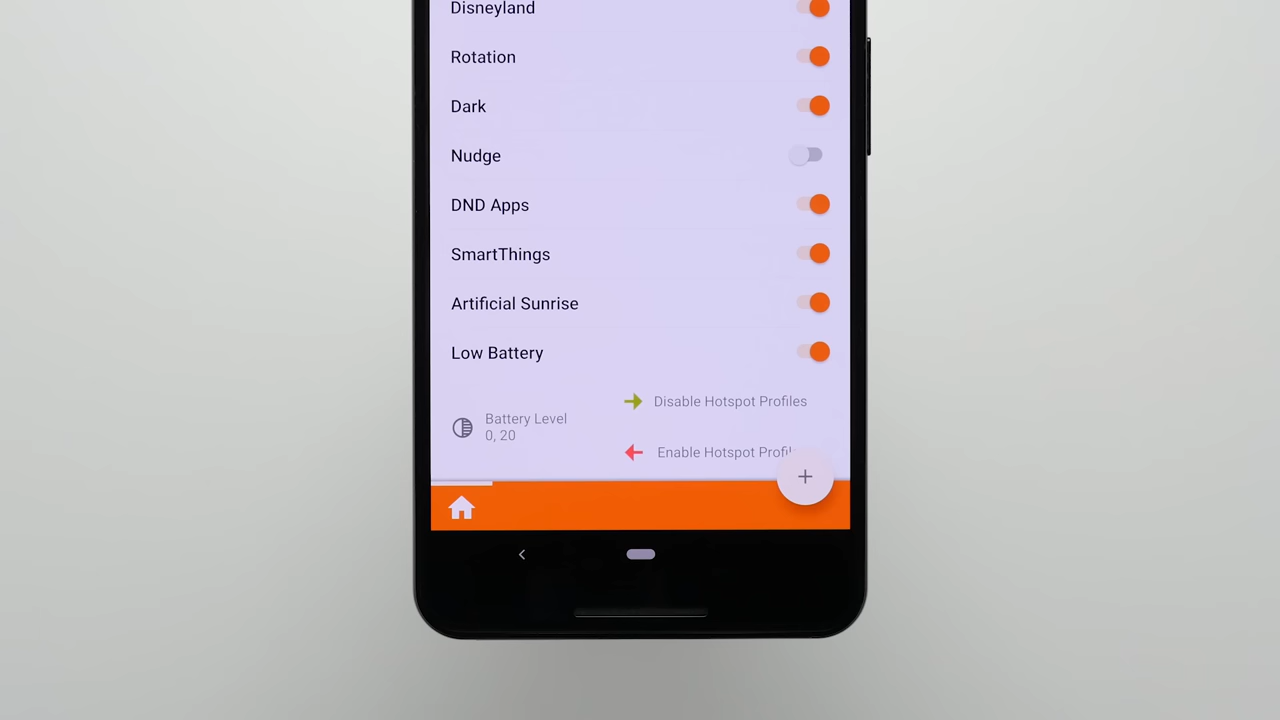 Disneyland
Rotation
Dark
Nudge
DND Apps
SmartThings
Artificial Sunrise
Low Battery
Battery Level
0, 20
Disable Hotspot Profiles
Enable Hotspot Profil